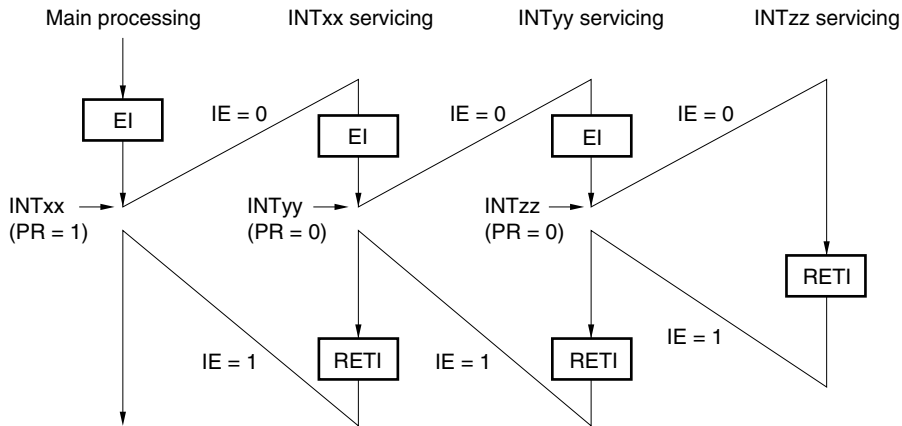 Main processing INTxx servicing INTyy servicing INTzz servicing
EI IE = 0 EI IE = 0 EI IE = 0
INTxx INTyy INTzz
(PR = 1) (PR = 0) (PR = 0)
RETI
IE = 1 RETI IE = 1 RETI IE = 1